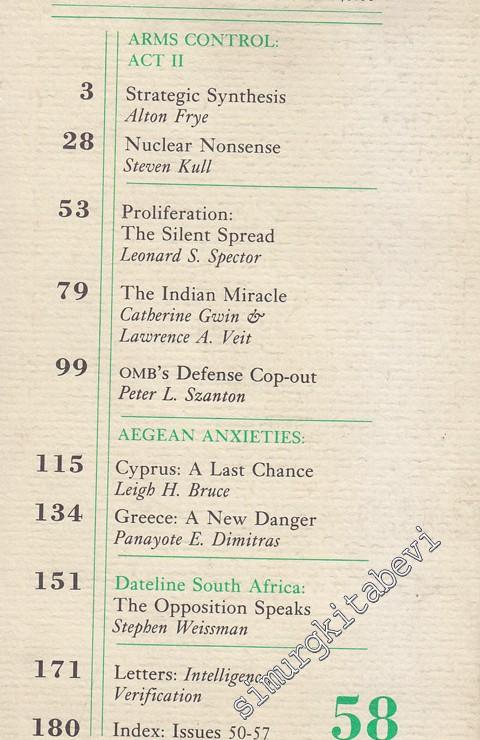 ARMS CONTROL:
ACT II
3 Strategic Synthesis
Alton Frye
28 Nuclear Nonsense
Steven Kull
53 Proliferation:
The Silent Spread
Leonard S. Spector
79 The Indian Miracle
Catherine Gwin &
Lawrence A. Veit
99 OMB's Defense Cop-out
Peter L. Szanton
AEGEAN ANXIETIES:
115 Cyprus: A Last Chance
Leigh H. Bruce
134 Greece: A New Danger
Panayote E. Dimitras
151 Dateline South Africa:
The Opposition Speaks
Stephen Weissman
171 Letters: Intelligence
Verification
180 Index: Issues 50-57
58
simurgkitabevi